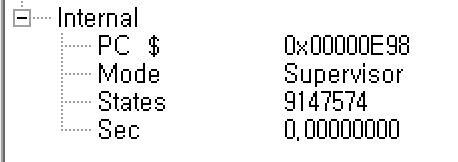 Internal
PC $ 0x00000E98
Mode Supervisor
States 9147574
Sec 0,00000000